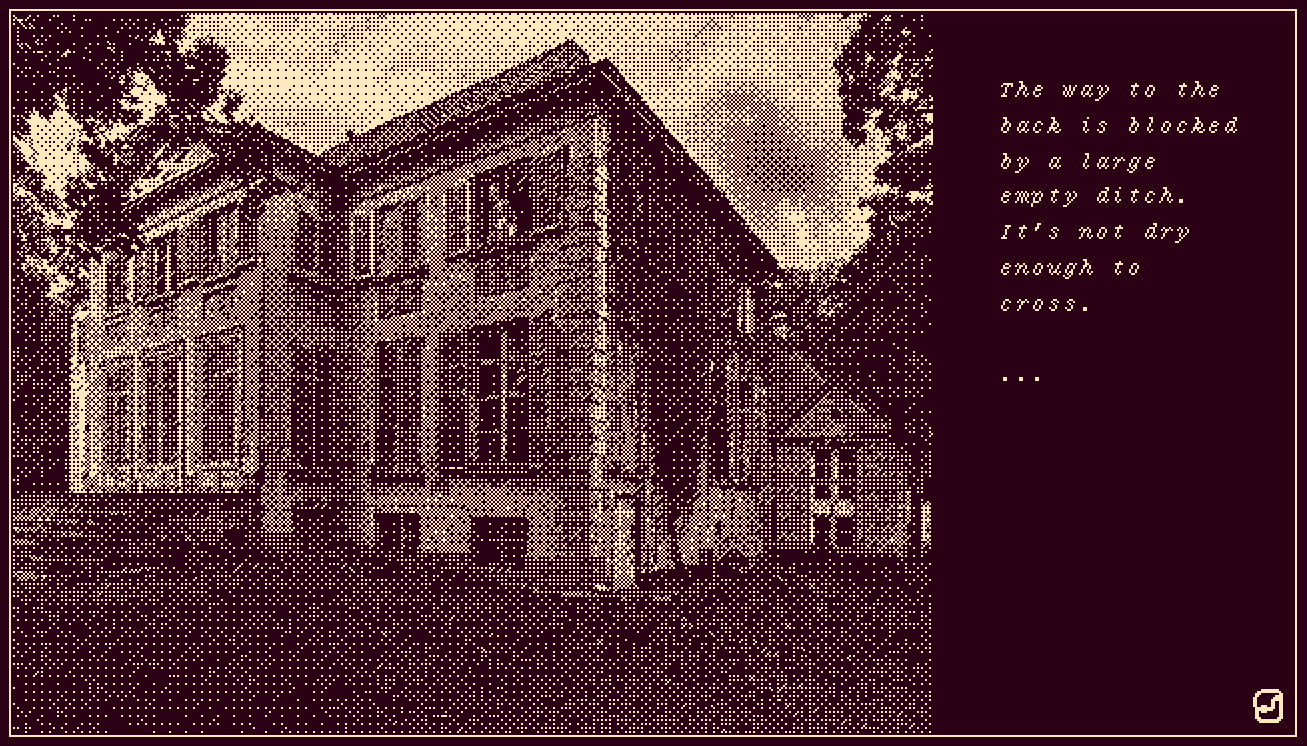 The way to the
back is blocked
by a large
empty ditch.
It's not dry
enough to
cross.
...